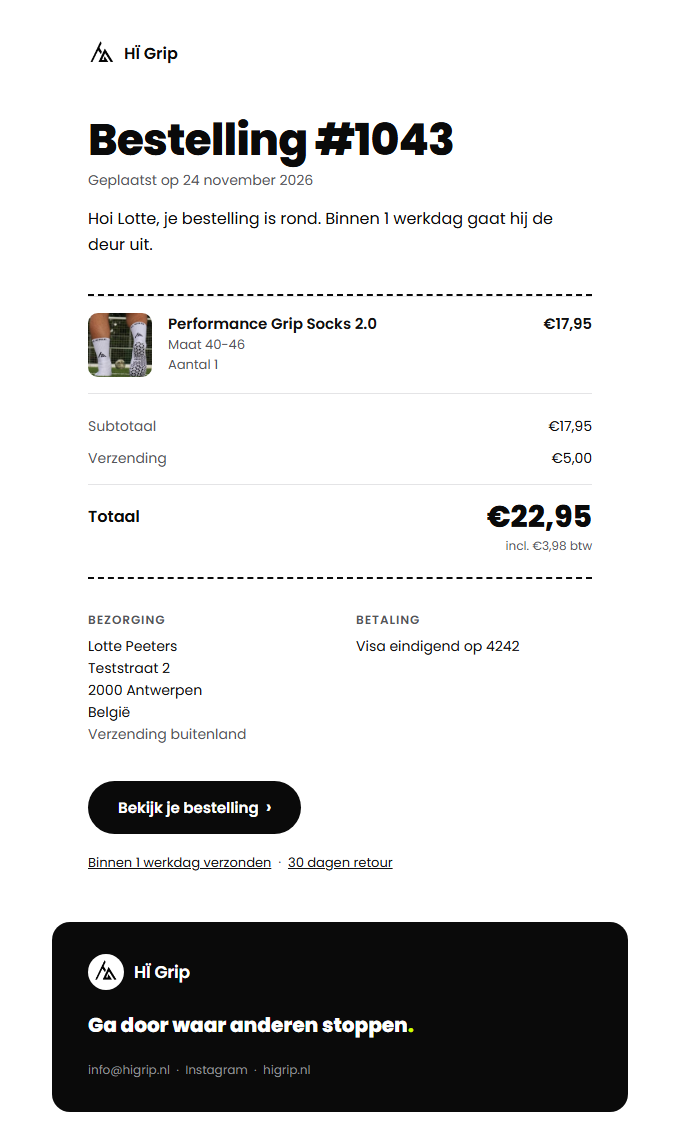 HÏ Grip
Bestelling #1043
Geplaatst op 24 november 2026
Hoi Lotte, je bestelling is rond. Binnen 1 werkdag gaat hij de
deur uit.
Performance Grip Socks 2.0 €17,95
Maat 40-46
Aantal 1
Subtotaal €17,95
Verzending €5,00
Totaal €22,95
incl. €3,98 btw
BEZORGING
Lotte Peeters
Teststraat 2
2000 Antwerpen
België
Verzending buitenland
BETALING
Visa eindigend op 4242
Bekijk je bestelling ›
Binnen 1 werkdag verzonden · 30 dagen retour
HÏ Grip
Ga door waar anderen stoppen.
info@higrip.nl · Instagram · higrip.nl